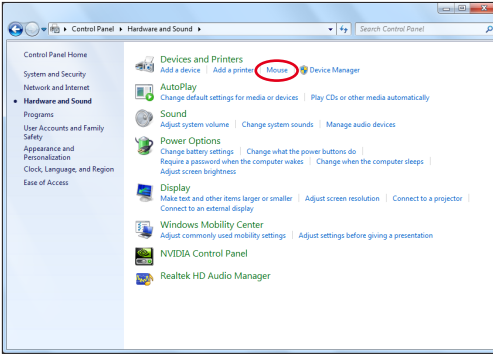 Control Panel ▸ Hardware and Sound ▸
Search Control Panel
Control Panel Home
System and Security
Network and Internet
Hardware and Sound
Programs
User Accounts and Family
Safety
Appearance and
Personalization
Clock, Language, and Region
Ease of Access
Devices and Printers
Add a device | Add a printer | Mouse | Device Manager
AutoPlay
Change default settings for media or devices | Play CDs or other media automatically
Sound
Adjust system volume | Change system sounds | Manage audio devices
Power Options
Change battery settings | Change what the power buttons do |
Require a password when the computer wakes | Change when the computer sleeps |
Adjust screen brightness
Display
Make text and other items larger or smaller | Adjust screen resolution | Connect to a projector |
Connect to an external display
Windows Mobility Center
Adjust commonly used mobility settings | Adjust settings before giving a presentation
NVIDIA Control Panel
Realtek HD Audio Manager